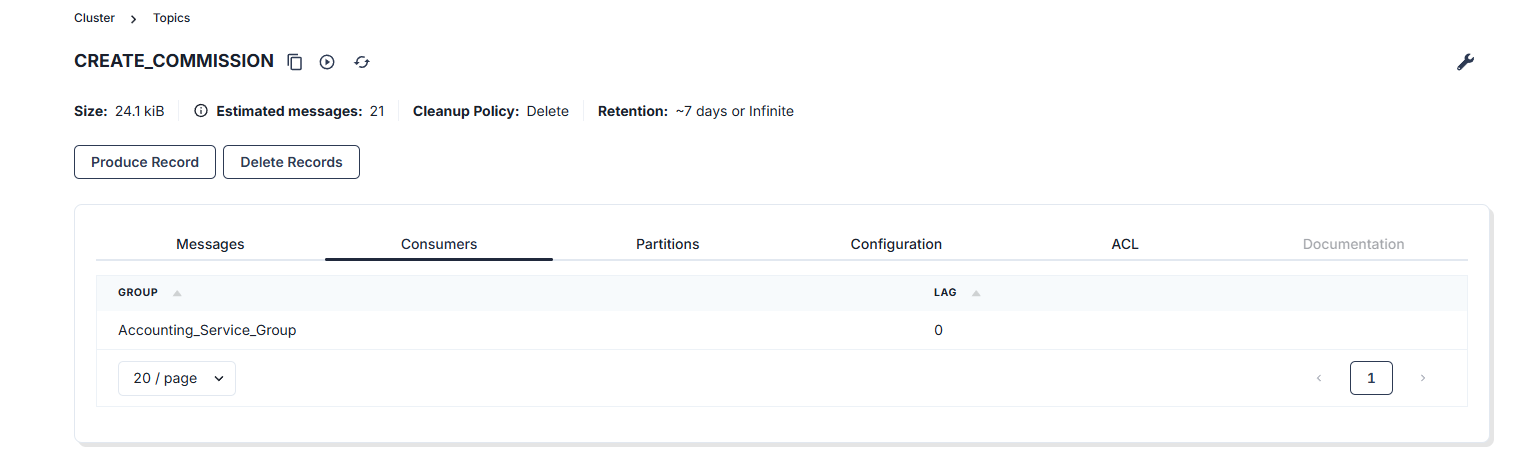 Cluster > Topics
CREATE_COMMISSION
Size: 24.1 kiB Estimated messages: 21 Cleanup Policy: Delete Retention: ~7 days or Infinite
Produce Record Delete Records
Messages Consumers Partitions Configuration ACL Documentation
GROUP LAG
Accounting_Service_Group 0
20 / page < 1 >